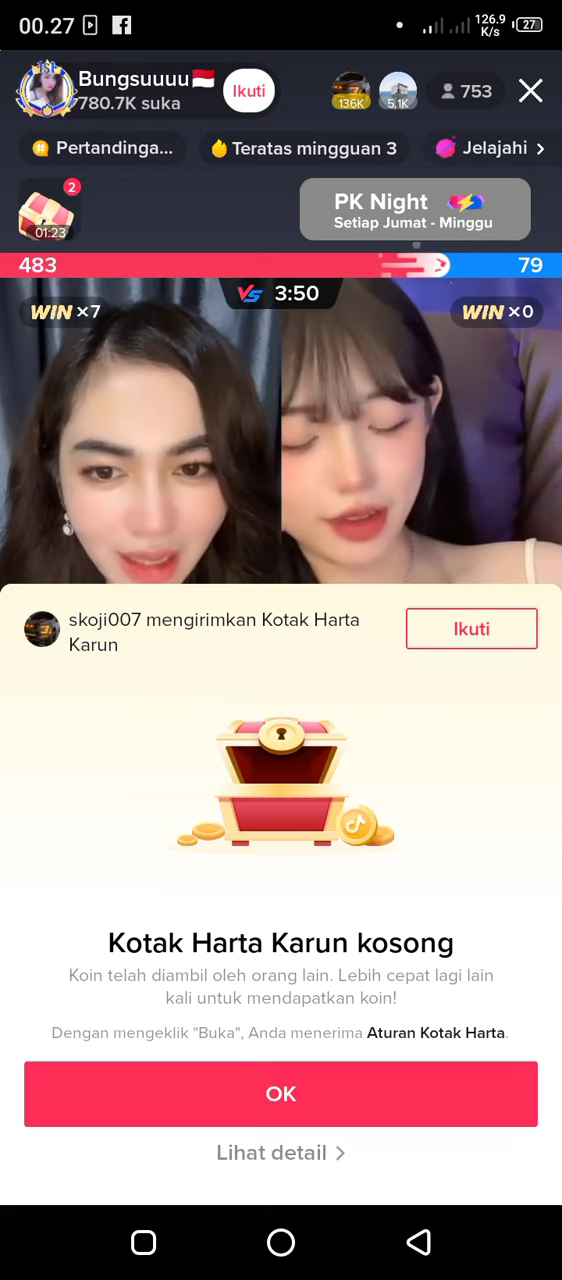 00.27
126.9
K/s
27
Bungsuuuu🇮🇩
780.7K suka
Ikuti
136K
5,1K
753
Pertandinga...
Teratas mingguan 3
Jelajahi
2
01:23
PK Night
Setiap Jumat - Minggu
483
79
VS 3:50
WIN ×7
WIN ×0
skoji007 mengirimkan Kotak Harta
Karun
Ikuti
Kotak Harta Karun kosong
Koin telah diambil oleh orang lain. Lebih cepat lagi lain
kali untuk mendapatkan koin!
Dengan mengeklik "Buka", Anda menerima Aturan Kotak Harta.
OK
Lihat detail